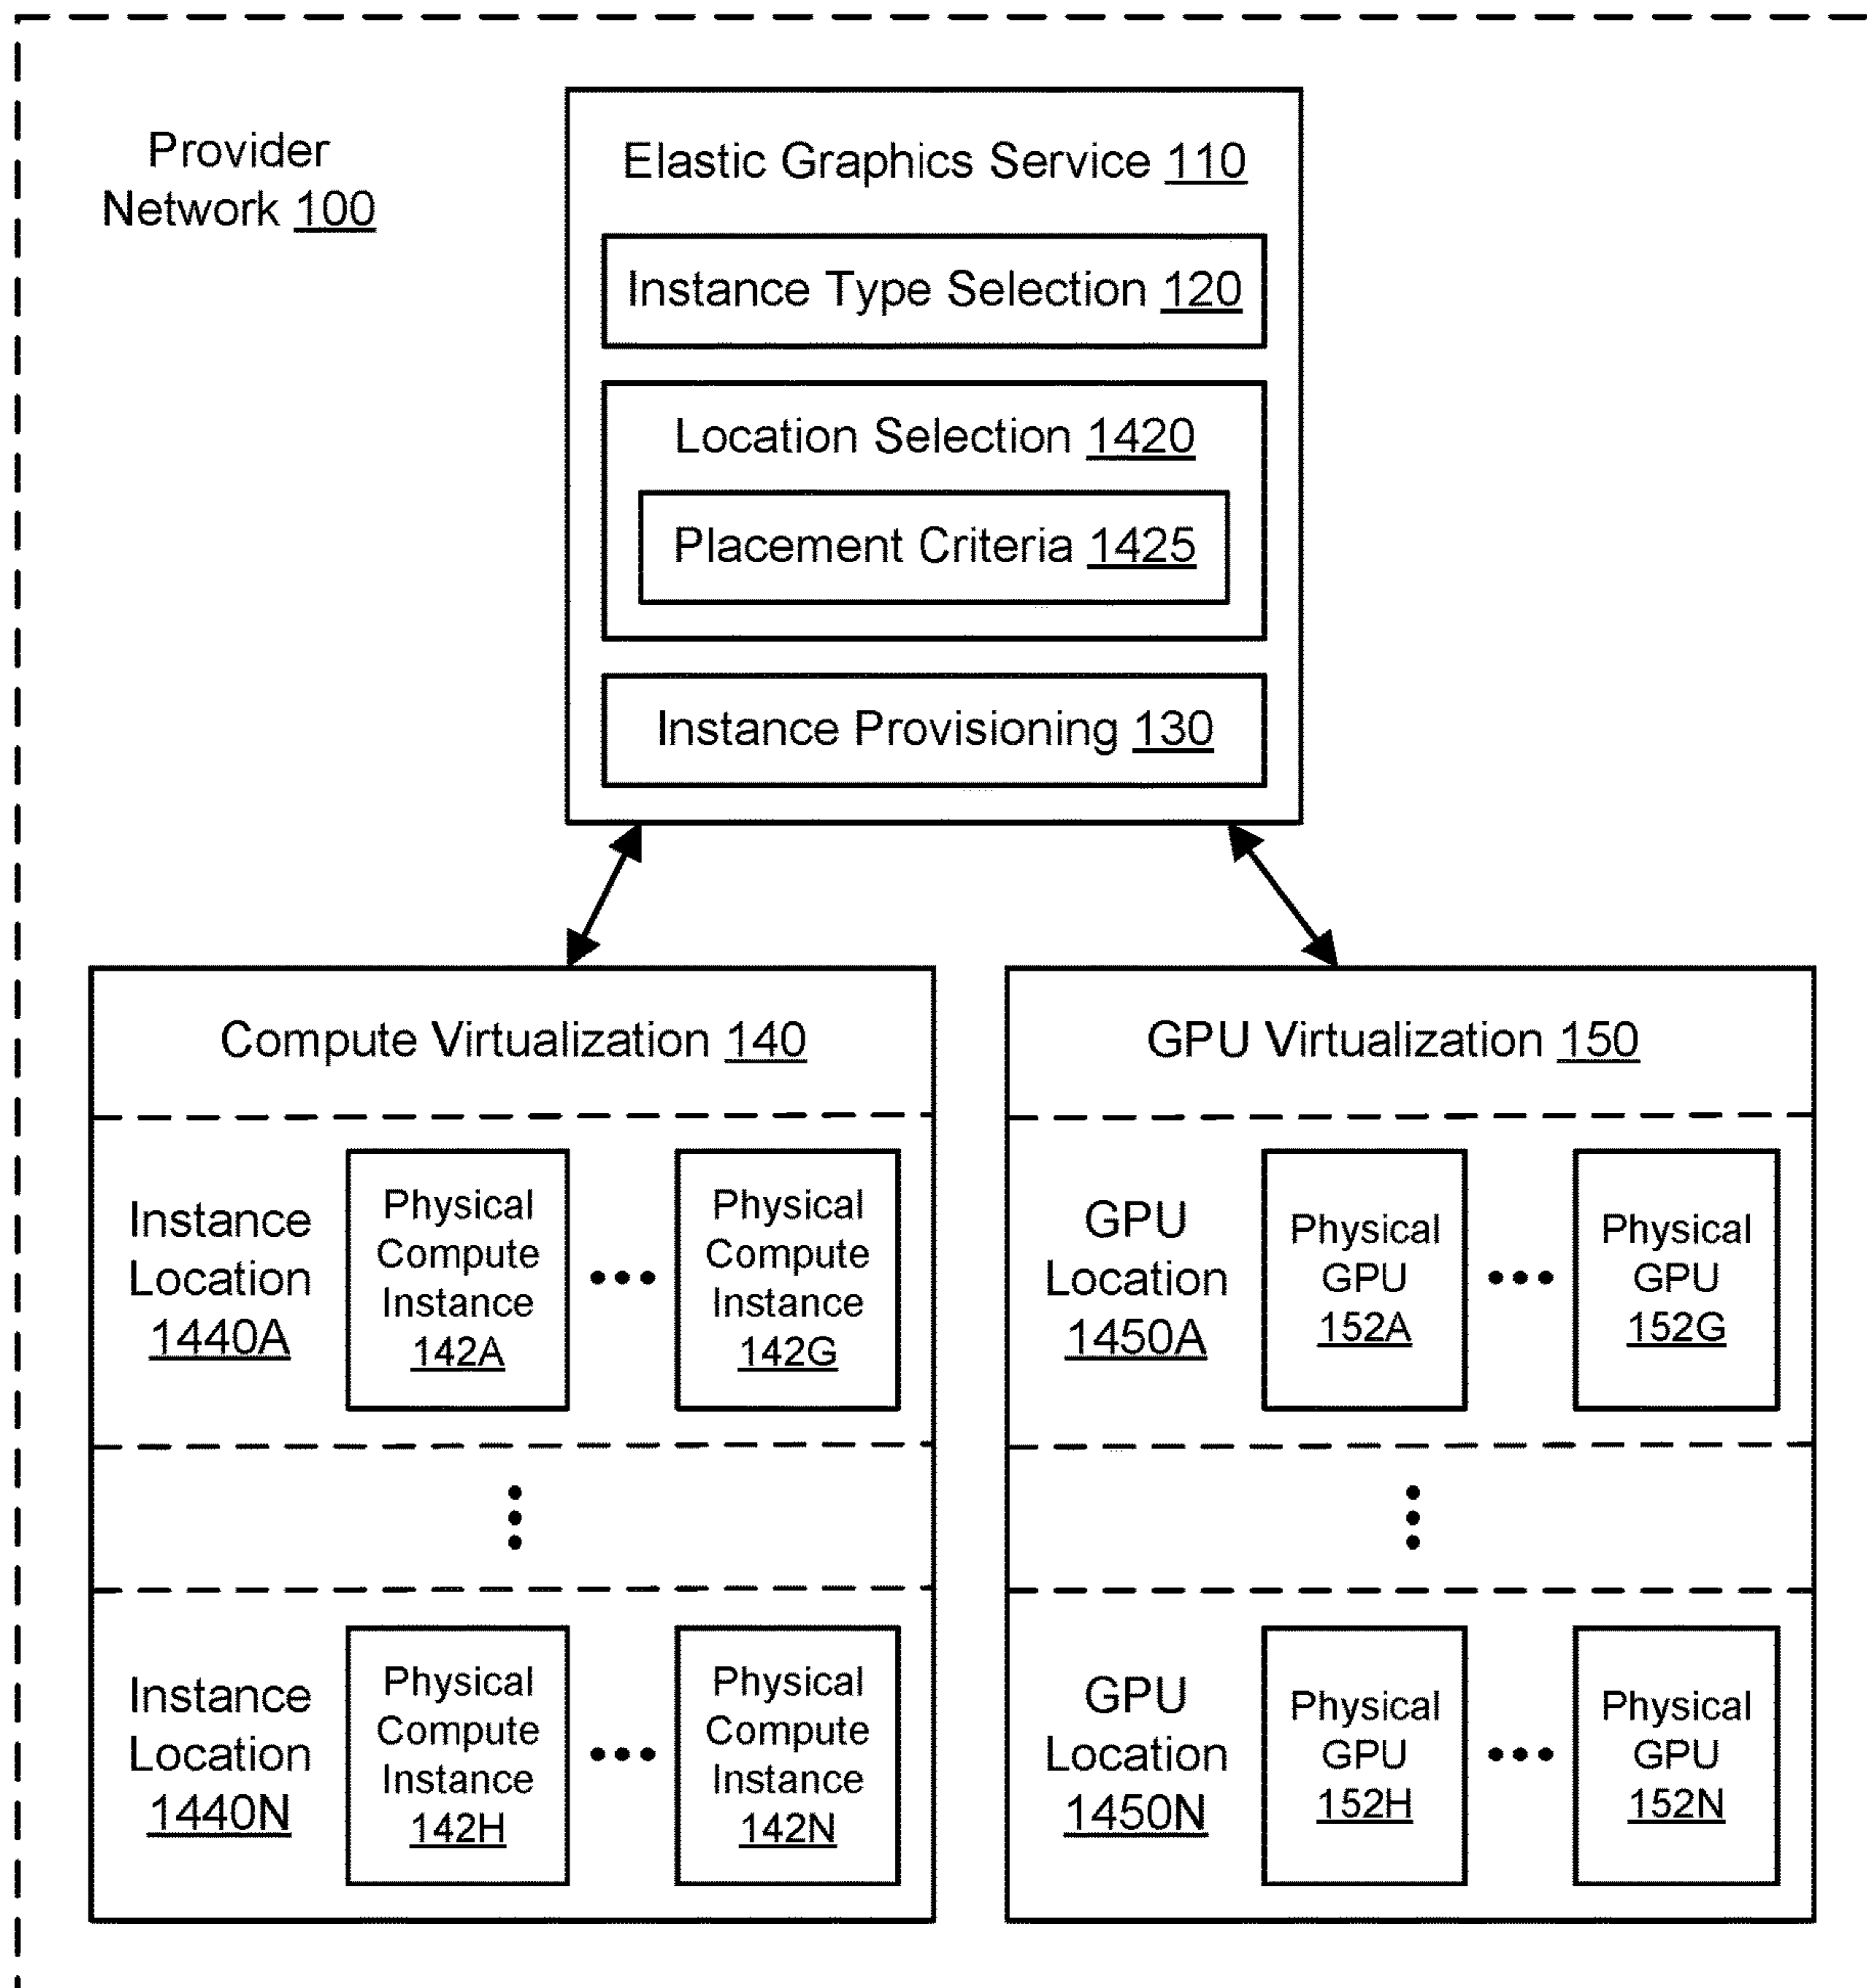 Provider
Network 100
Elastic Graphics Service 110
Instance Type Selection 120
Location Selection 1420
Placement Criteria 1425
Instance Provisioning 130
Compute Virtualization 140
Instance
Location
1440A
Physical
Compute
Instance
142A
Physical
Compute
Instance
142G
Instance
Location
1440N
Physical
Compute
Instance
142H
Physical
Compute
Instance
142N
GPU Virtualization 150
GPU
Location
1450A
Physical
GPU
152A
Physical
GPU
152G
GPU
Location
1450N
Physical
GPU
152H
Physical
GPU
152N